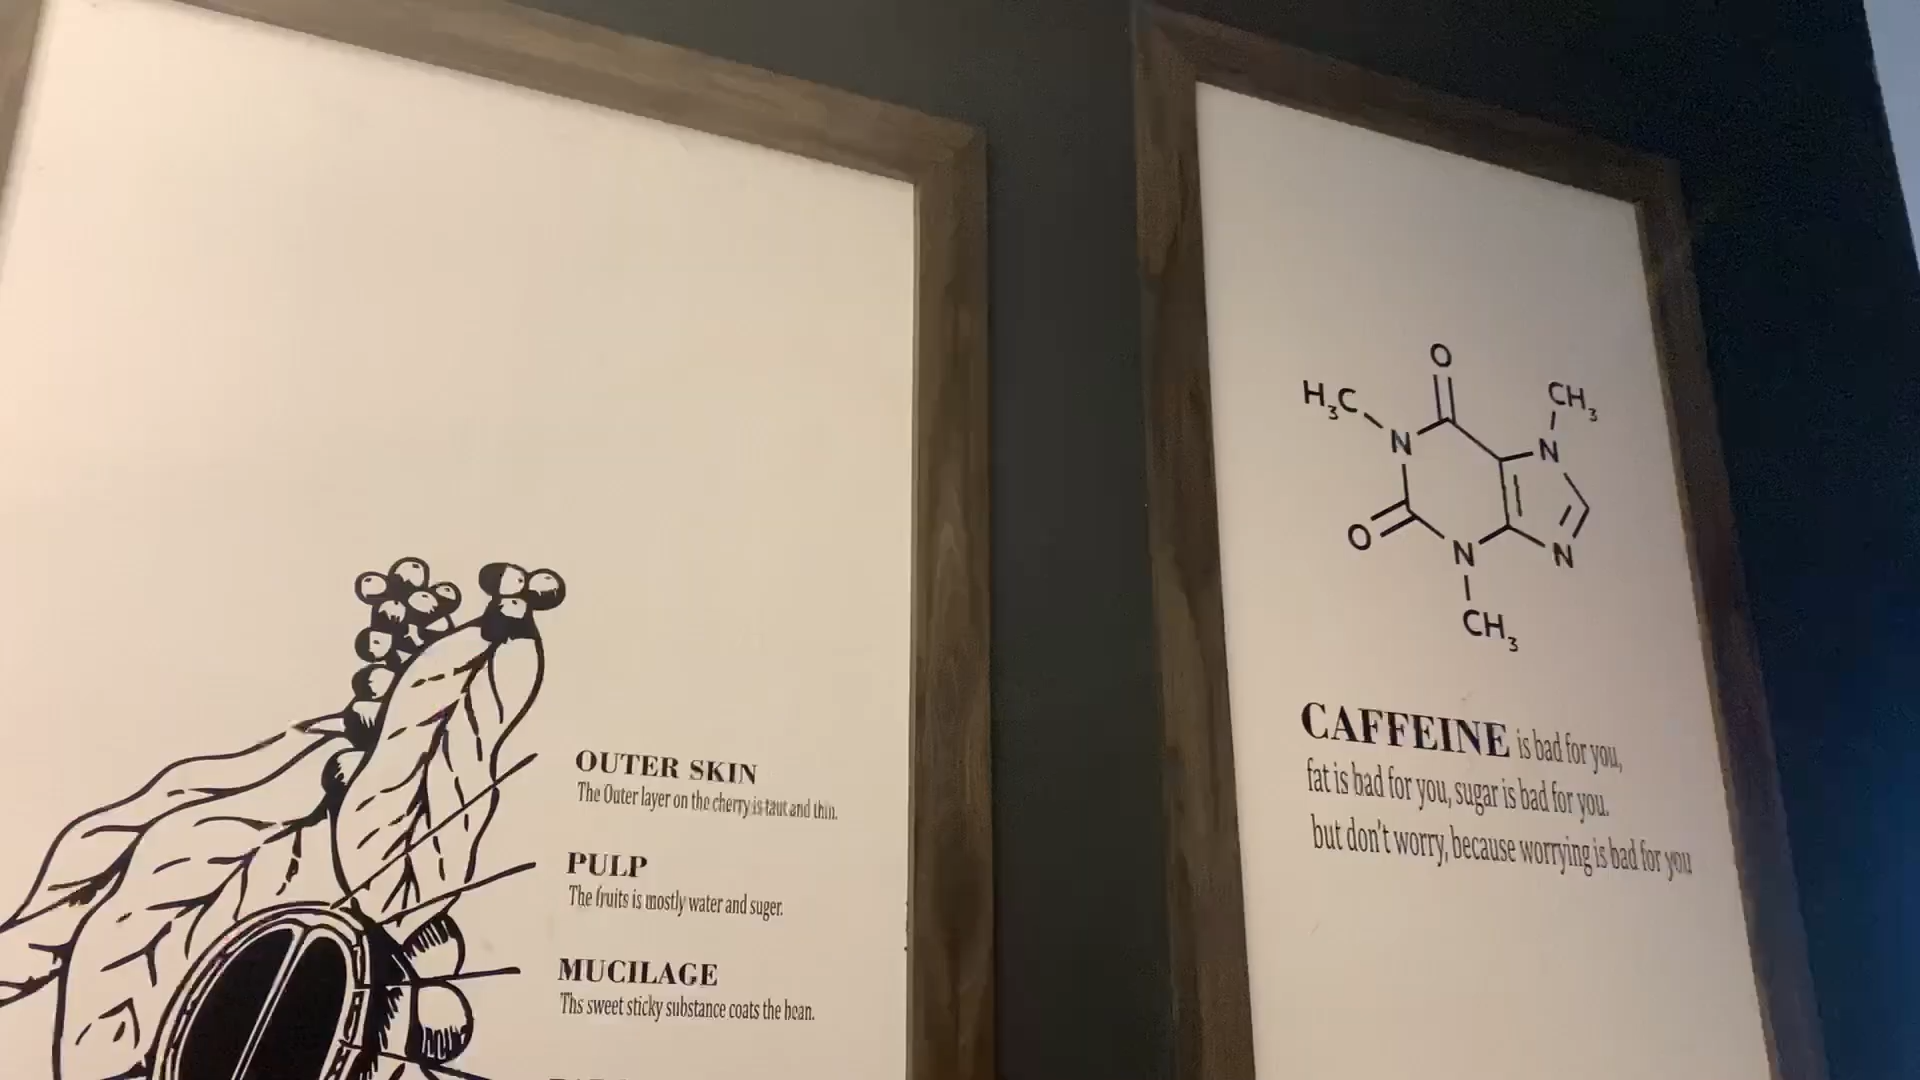 OUTER SKIN
The Outer layer on the cherry is taut and thin.
PULP
The fruits is mostly water and suger.
MUCILAGE
Ths sweet sticky substance coats the bean.
O
H₃C
CH₃
N
N
O
N
N
CH₃
CAFFEINE is bad for you,
fat is bad for you, sugar is bad for you.
but don't worry, because worrying is bad for you